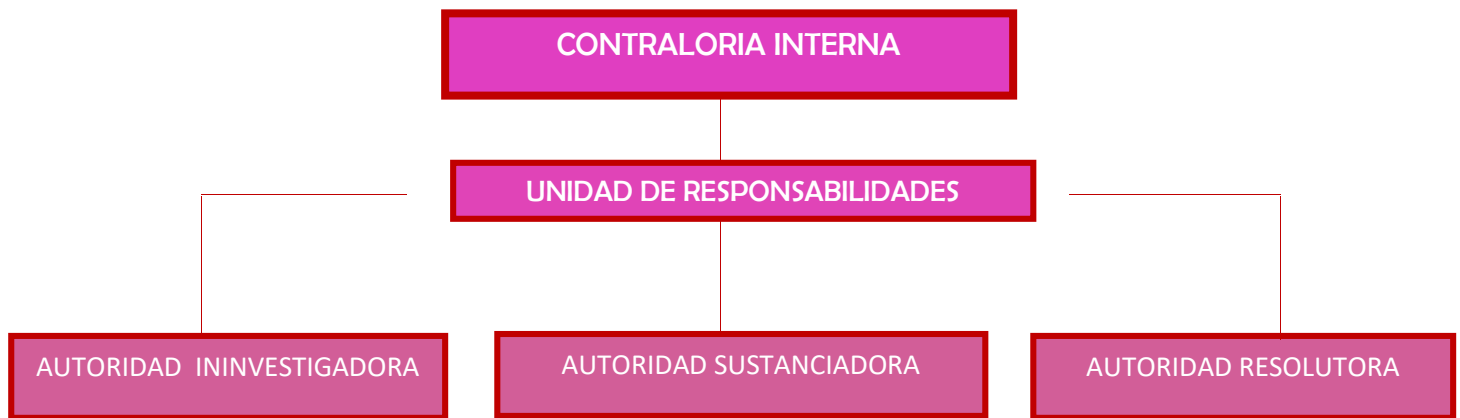 CONTRALORIA INTERNA
UNIDAD DE RESPONSABILIDADES
AUTORIDAD ININVESTIGADORA
AUTORIDAD SUSTANCIADORA
AUTORIDAD RESOLUTORA